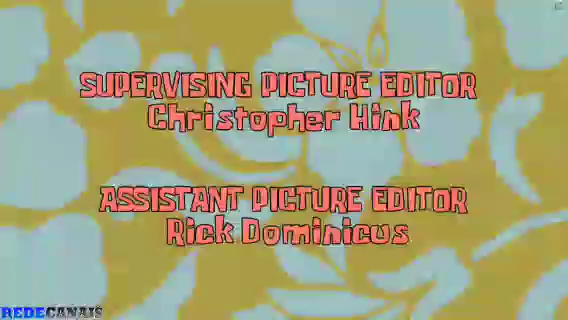 SUPERVISING PICTURE EDITOR
Christopher Hink
ASSISTANT PICTURE EDITOR
Rick Dominicus
REDECANAIS